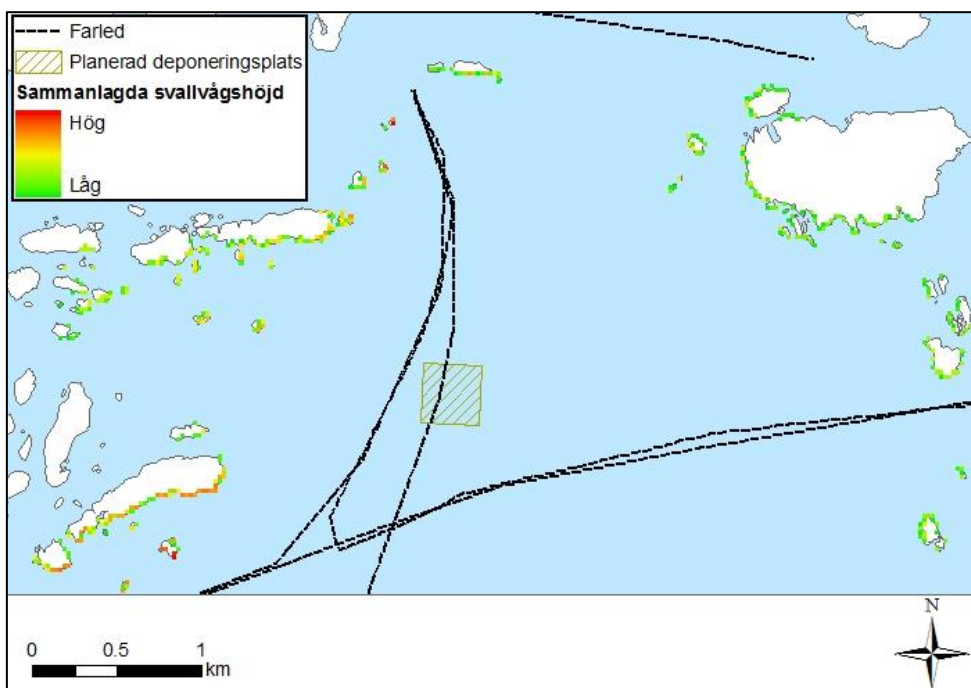 Farled
Planerad deponeringsplats
Sammanlagda svallvågshöjd
Hög
Låg
N
0 0.5 1
km